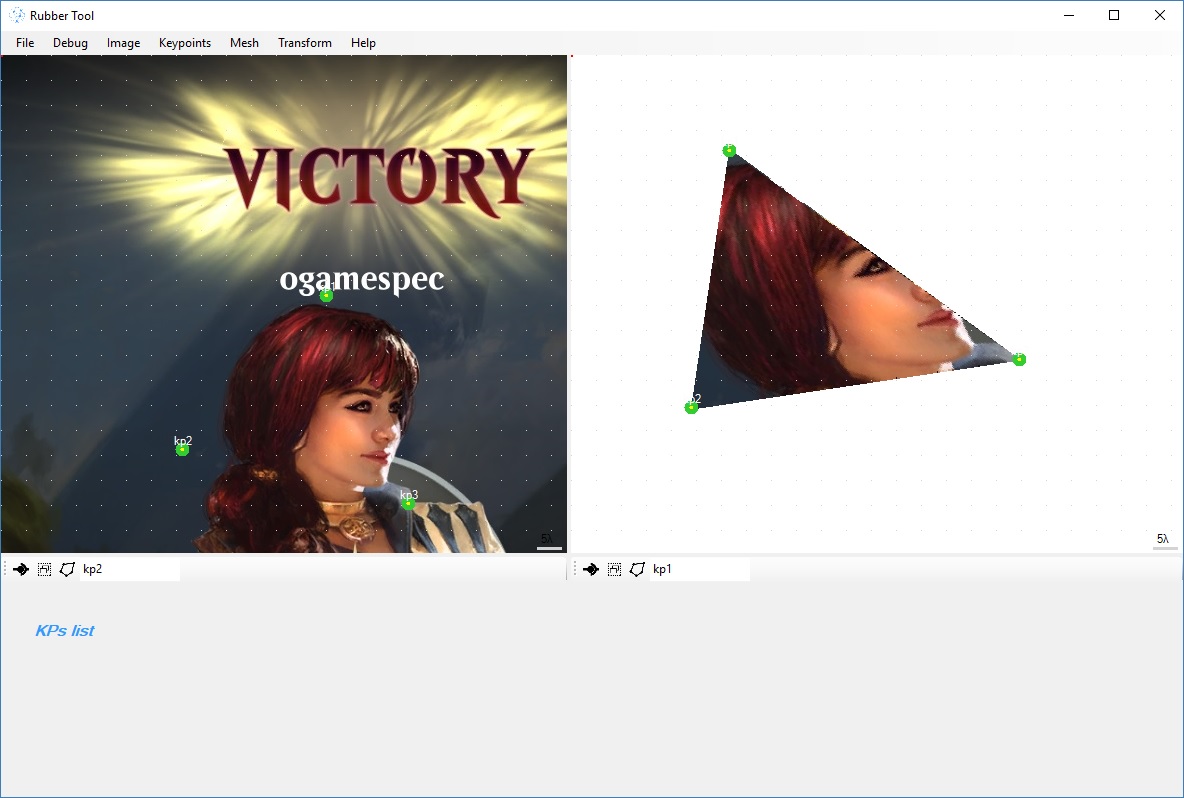 Rubber Tool
File Debug Image Keypoints Mesh Transform Help
VICTORY
ogamespec
kp2
kp3
5λ
5λ
kp2
kp1
KPs list